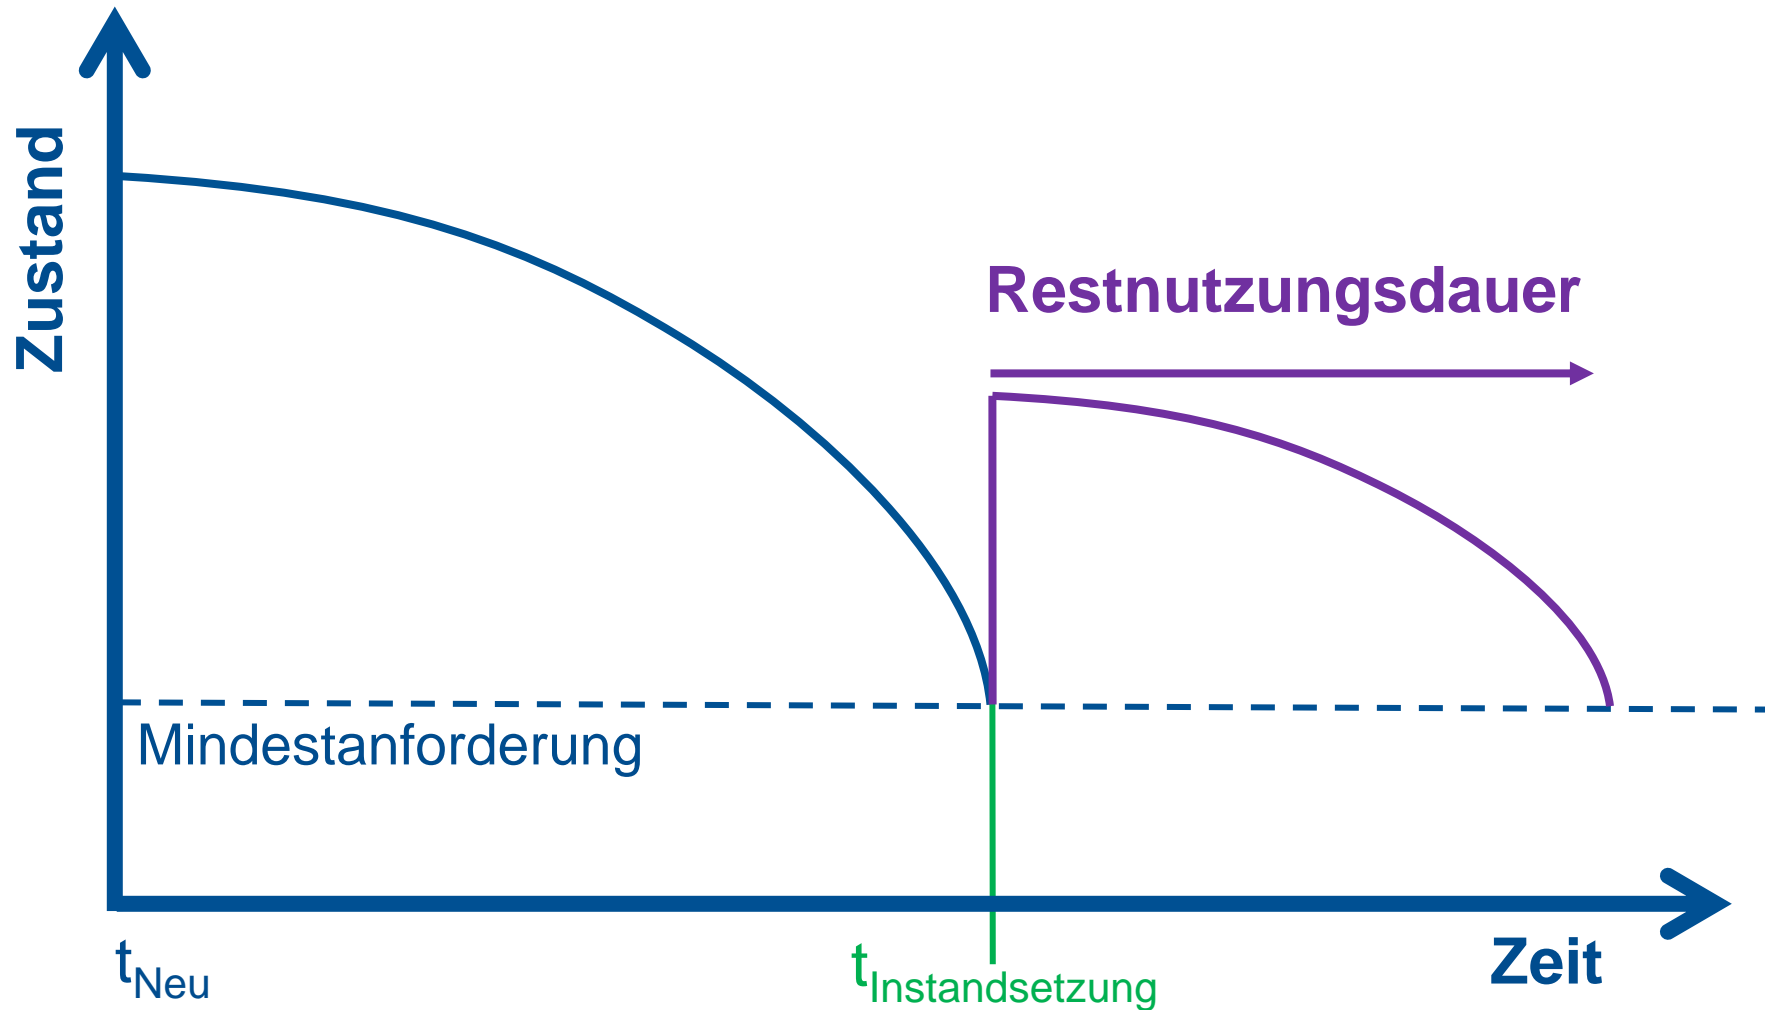 Zustand
Restnutzungsdauer
Mindestanforderung
tNeu
tInstandsetzung
Zeit